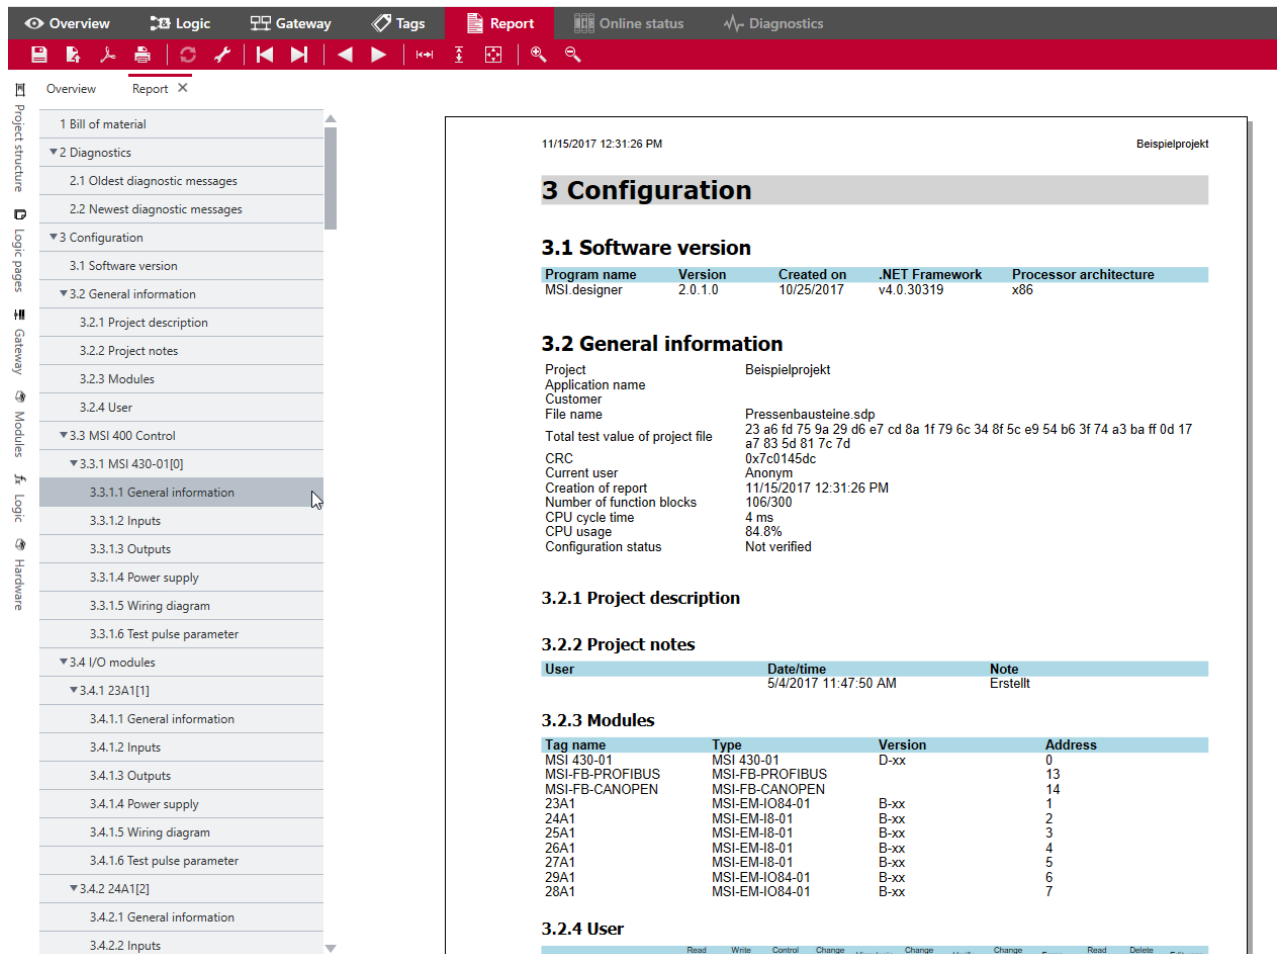 Overview Logic Gateway Tags Report Online status Diagnostics
Overview Report
Project structure
Logic pages
Gateway
Modules
Logic
Hardware
1 Bill of material
2 Diagnostics
2.1 Oldest diagnostic messages
2.2 Newest diagnostic messages
3 Configuration
3.1 Software version
3.2 General information
3.2.1 Project description
3.2.2 Project notes
3.2.3 Modules
3.2.4 User
3.3 MSI 400 Control
3.3.1 MSI 430-01[0]
3.3.1.1 General information
3.3.1.2 Inputs
3.3.1.3 Outputs
3.3.1.4 Power supply
3.3.1.5 Wiring diagram
3.3.1.6 Test pulse parameter
3.4 I/O modules
3.4.1 23A1[1]
3.4.1.1 General information
3.4.1.2 Inputs
3.4.1.3 Outputs
3.4.1.4 Power supply
3.4.1.5 Wiring diagram
3.4.1.6 Test pulse parameter
3.4.2 24A1[2]
3.4.2.1 General information
3.4.2.2 Inputs
11/15/2017 12:31:26 PM Beispielprojekt
3 Configuration
3.1 Software version
Program name Version Created on .NET Framework Processor architecture
MSI.designer 2.0.1.0 10/25/2017 v4.0.30319 x86
3.2 General information
Project Beispielprojekt
Application name
Customer
File name Pressenbausteine.sdp
Total test value of project file 23 a6 fd 75 9a 29 d6 e7 cd 8a 1f 79 6c 34 8f 5c e9 54 b6 3f 74 a3 ba ff 0d 17
a7 83 5d 81 7c 7d
CRC 0x7c0145dc
Current user Anonym
Creation of report 11/15/2017 12:31:26 PM
Number of function blocks 106/300
CPU cycle time 4 ms
CPU usage 84.8%
Configuration status Not verified
3.2.1 Project description
3.2.2 Project notes
User Date/time Note
5/4/2017 11:47:50 AM Erstellt
3.2.3 Modules
Tag name Type Version Address
MSI 430-01 MSI 430-01 D-xx 0
MSI-FB-PROFIBUS MSI-FB-PROFIBUS 13
MSI-FB-CANOPEN MSI-FB-CANOPEN 14
23A1 MSI-EM-IO84-01 B-xx 1
24A1 MSI-EM-I8-01 B-xx 2
25A1 MSI-EM-I8-01 B-xx 3
26A1 MSI-EM-I8-01 B-xx 4
27A1 MSI-EM-I8-01 B-xx 5
29A1 MSI-EM-IO84-01 B-xx 6
28A1 MSI-EM-IO84-01 B-xx 7
3.2.4 User
Read Write Control Change Change Change Read Delete